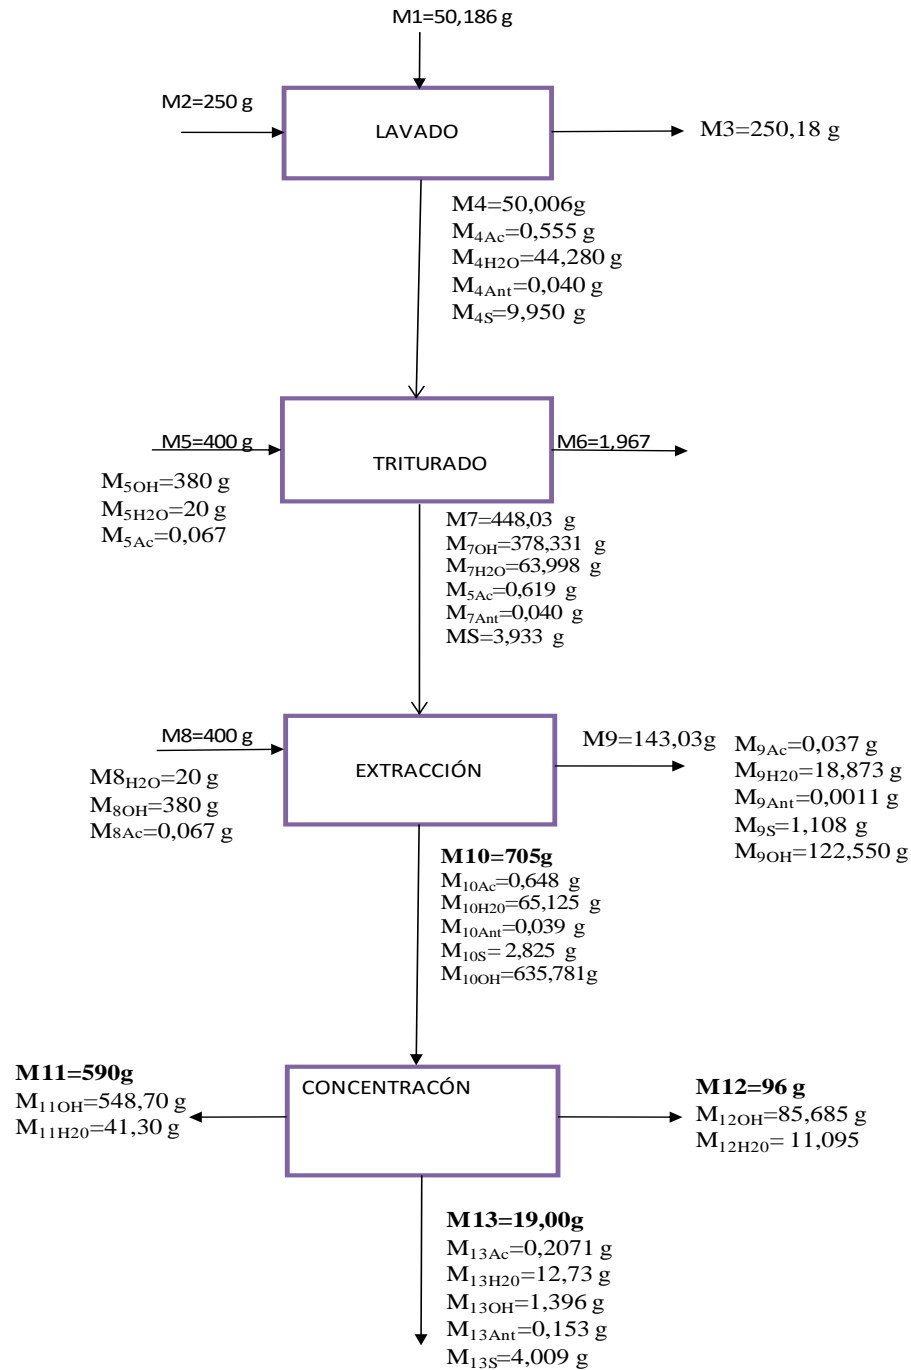 M1=50,186 g
M2=250 g
LAVADO
M3=250,18 g
M4=50,006g
M4Ac=0,555 g
M4H2O=44,280 g
M4Ant=0,040 g
M4S=9,950 g
M5=400 g
M5OH=380 g
M5H2O=20 g
M5Ac=0,067
TRITURADO
M6=1,967
M7=448,03 g
M7OH=378,331 g
M7H2O=63,998 g
M5Ac=0,619 g
M7Ant=0,040 g
MS=3,933 g
M8=400 g
M8H2O=20 g
M8OH=380 g
M8Ac=0,067 g
EXTRACCIÓN
M9=143,03g
M9Ac=0,037 g
M9H20=18,873 g
M9Ant=0,0011 g
M9S=1,108 g
M9OH=122,550 g
M10=705g
M10Ac=0,648 g
M10H20=65,125 g
M10Ant=0,039 g
M10S= 2,825 g
M10OH=635,781g
M11=590g
M11OH=548,70 g
M11H20=41,30 g
CONCENTRACÓN
M12=96 g
M12OH=85,685 g
M12H20= 11,095
M13=19,00g
M13Ac=0,2071 g
M13H20=12,73 g
M13OH=1,396 g
M13Ant=0,153 g
M13S=4,009 g